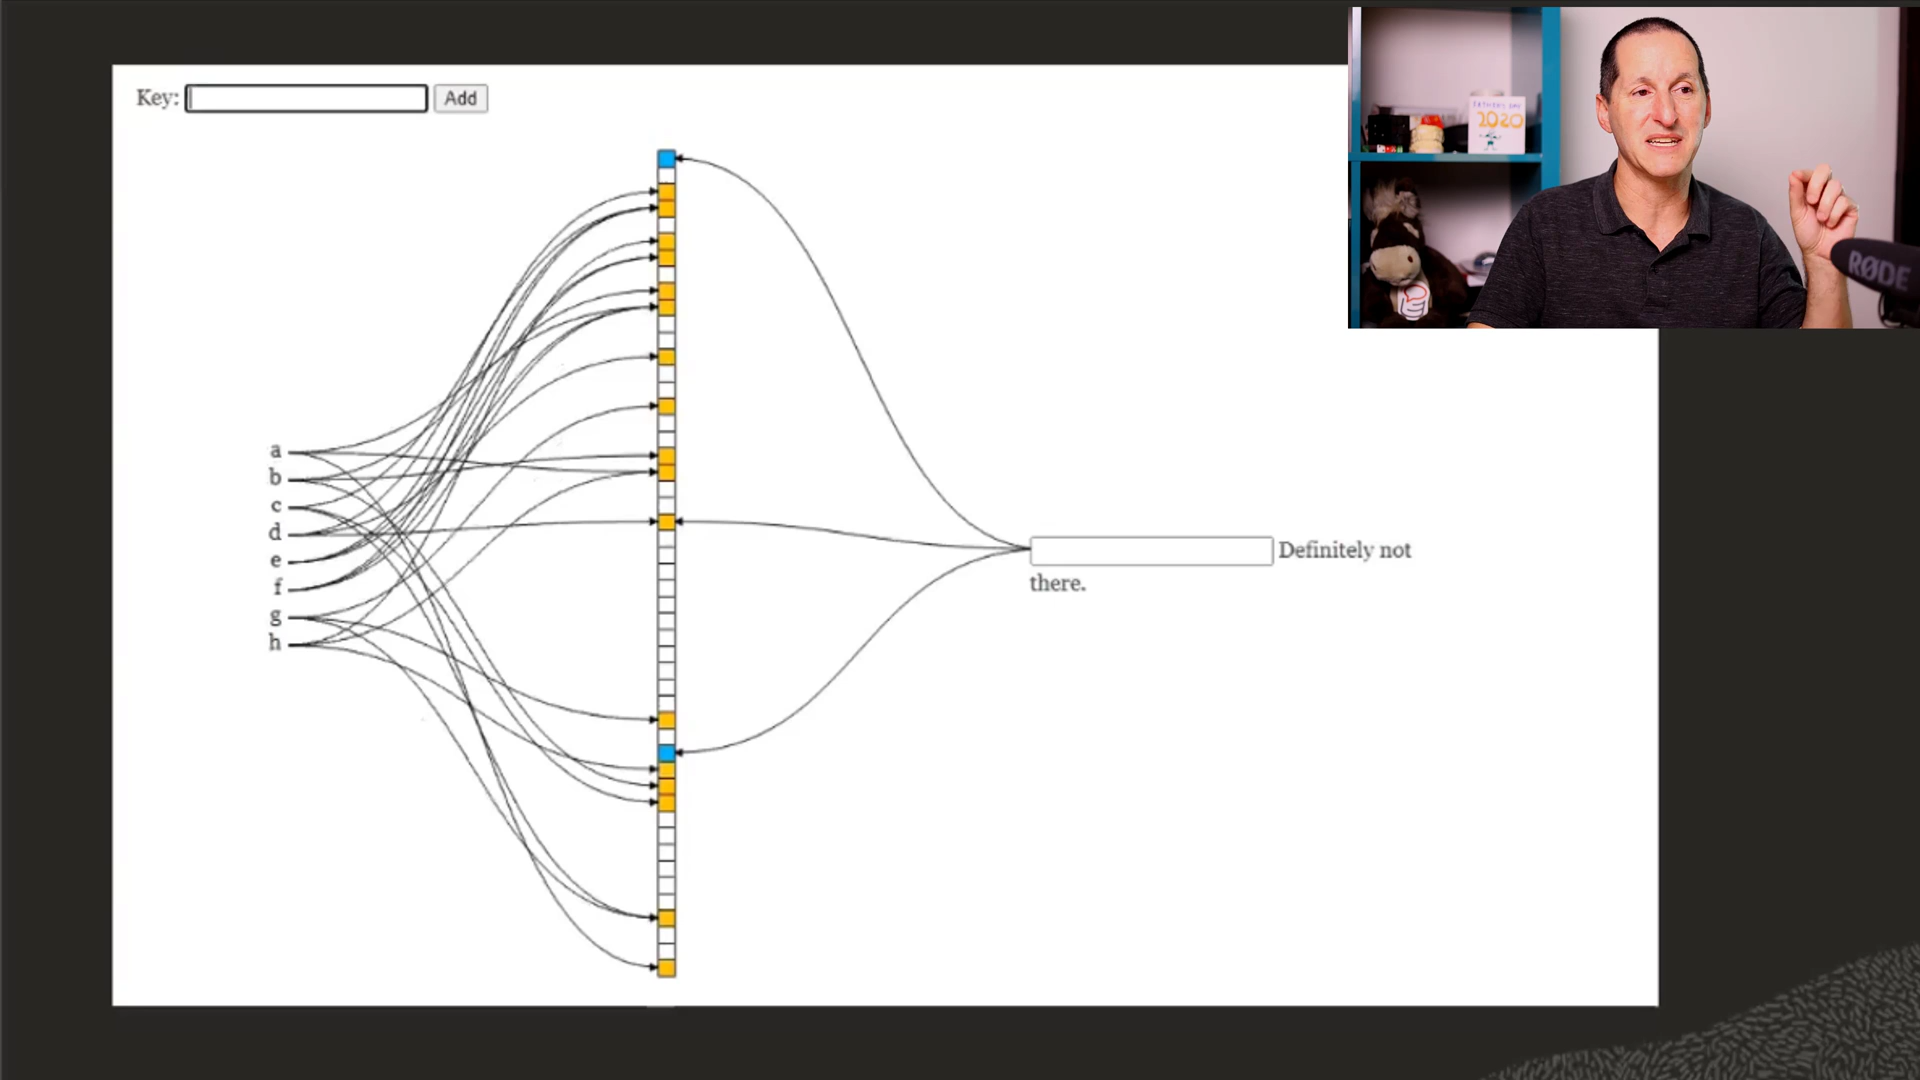 Key: Add
a
b
c
d
e
f
g
h
Definitely not
there.
2020
RØDE